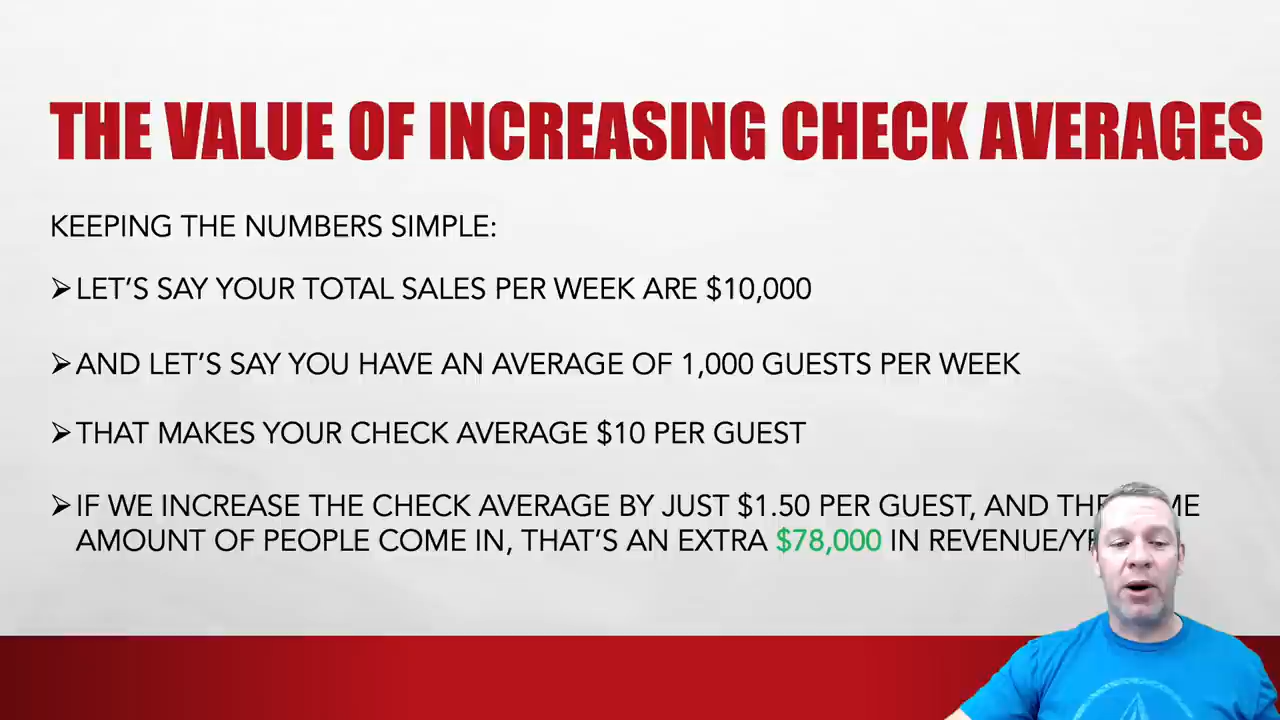 THE VALUE OF INCREASING CHECK AVERAGES
KEEPING THE NUMBERS SIMPLE:
➢LET'S SAY YOUR TOTAL SALES PER WEEK ARE $10,000
➢AND LET'S SAY YOU HAVE AN AVERAGE OF 1,000 GUESTS PER WEEK
➢THAT MAKES YOUR CHECK AVERAGE $10 PER GUEST
➢IF WE INCREASE THE CHECK AVERAGE BY JUST $1.50 PER GUEST, AND THE
AMOUNT OF PEOPLE COME IN, THAT'S AN EXTRA $78,000 IN REVENUE/